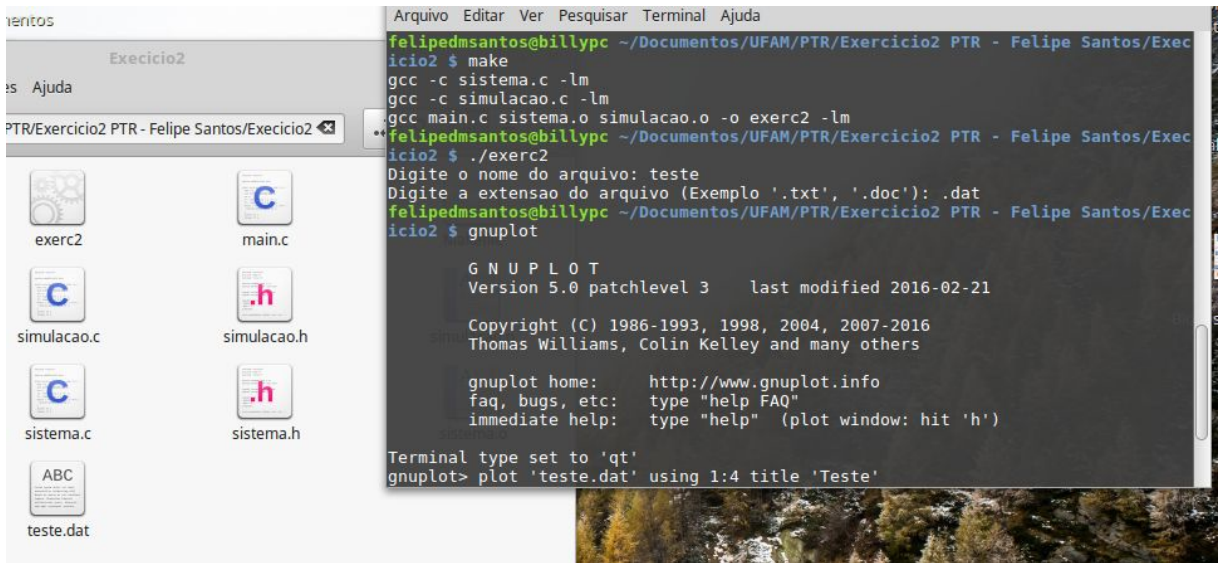 mentos
Execicio2
es Ajuda
PTR/Exercicio2 PTR - Felipe Santos/Execicio2
exerc2
main.c
C
simulacao.c
.h
simulacao.h
C
sistema.c
.h
sistema.h
ABC
teste.dat
C
Arquivo Editar Ver Pesquisar Terminal Ajuda
felipedmsantos@billypc ~/Documentos/UFAM/PTR/Exercicio2 PTR - Felipe Santos/Exec
icio2 $ make
gcc -c sistema.c -lm
gcc -c simulacao.c -lm
gcc main.c sistema.o simulacao.o -o exerc2 -lm
felipedmsantos@billypc ~/Documentos/UFAM/PTR/Exercicio2 PTR - Felipe Santos/Exec
icio2 $ ./exerc2
Digite o nome do arquivo: teste
Digite a extensao do arquivo (Exemplo '.txt', '.doc'): .dat
felipedmsantos@billypc ~/Documentos/UFAM/PTR/Exercicio2 PTR - Felipe Santos/Exec
icio2 $ gnuplot
G N U P L O T
Version 5.0 patchlevel 3 last modified 2016-02-21
Copyright (C) 1986-1993, 1998, 2004, 2007-2016
Thomas Williams, Colin Kelley and many others
gnuplot home: http://www.gnuplot.info
faq, bugs, etc: type "help FAQ"
immediate help: type "help" (plot window: hit 'h')
Terminal type set to 'qt'
gnuplot> plot 'teste.dat' using 1:4 title 'Teste'